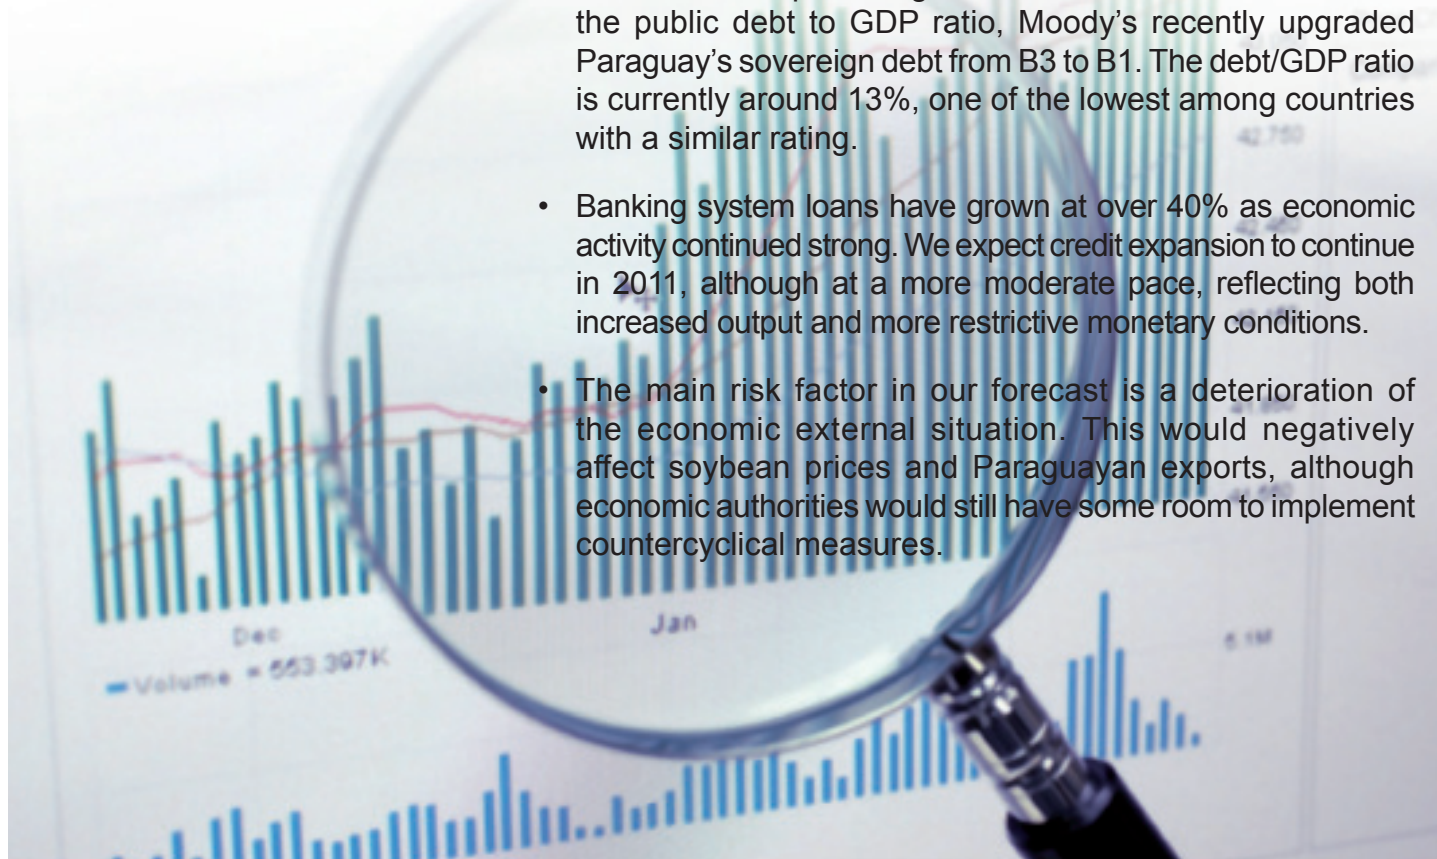 the public debt to GDP ratio, Moody’s recently upgraded
Paraguay’s sovereign debt from B3 to B1. The debt/GDP ratio
is currently around 13%, one of the lowest among countries
with a similar rating.
• Banking system loans have grown at over 40% as economic
activity continued strong. We expect credit expansion to continue
in 2011, although at a more moderate pace, reflecting both
increased output and more restrictive monetary conditions.
• The main risk factor in our forecast is a deterioration of
the economic external situation. This would negatively
affect soybean prices and Paraguayan exports, although
economic authorities would still have some room to implement
countercyclical measures.
42.750
Dec
Jan
Volume = 553.397K
5.1M